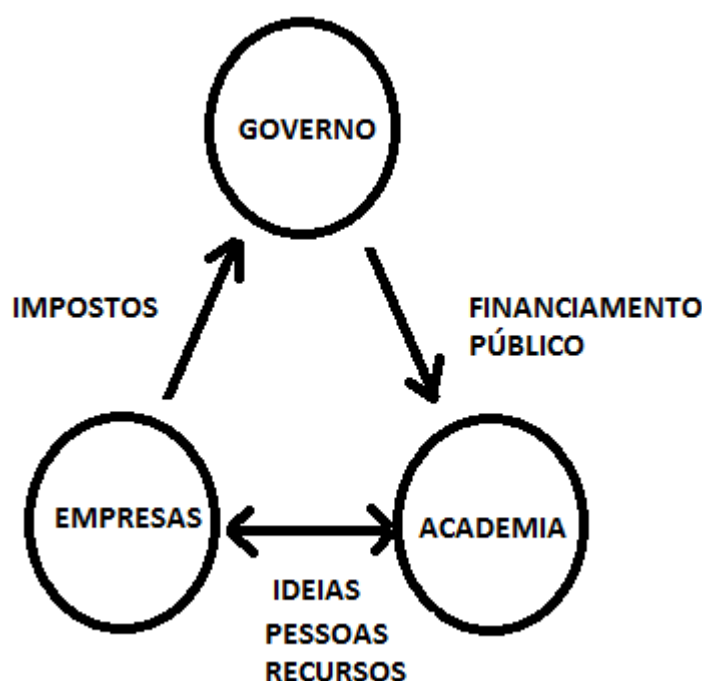 GOVERNO
IMPOSTOS
FINANCIAMENTO
PÚBLICO
EMPRESAS
ACADEMIA
IDEIAS
PESSOAS
RECURSOS